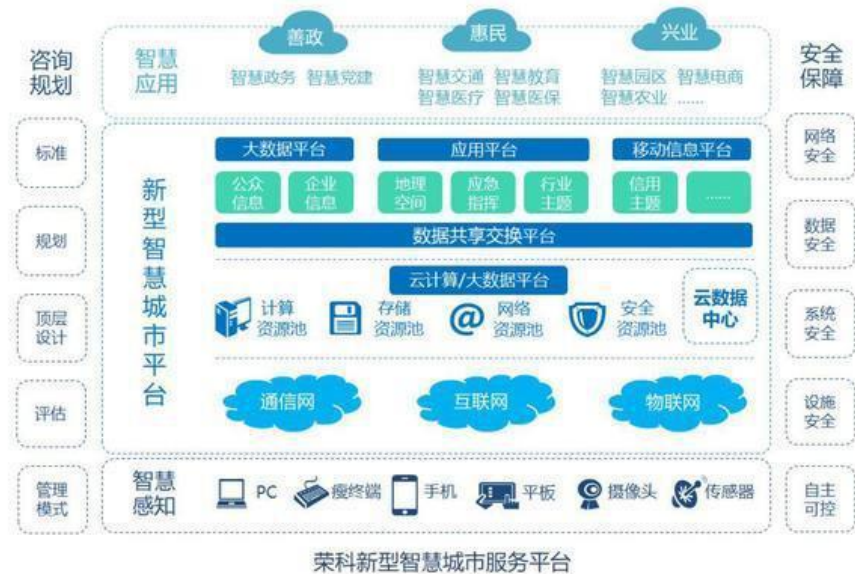 咨询
规划
标准
规划
顶层
设计
评估
管理
模式
智慧
应用
善政
智慧政务 智慧党建
惠民
智慧交通 智慧教育
智慧医疗 智慧医保
兴业
智慧园区 智慧电商
智慧农业 ……
新型智慧城市平台
大数据平台
应用平台
移动信息平台
公众
信息
企业
信息
地理
空间
应急
指挥
行业
主题
信用
主题
……
数据共享交换平台
云计算/大数据平台
计算
资源池
存储
资源池
@
网络
资源池
安全
资源池
云数据
中心
通信网
互联网
物联网
智慧
感知
PC
瘦终端
手机
平板
摄像头
传感器
安全
保障
网络
安全
数据
安全
系统
安全
设施
安全
自主
可控
荣科新型智慧城市服务平台